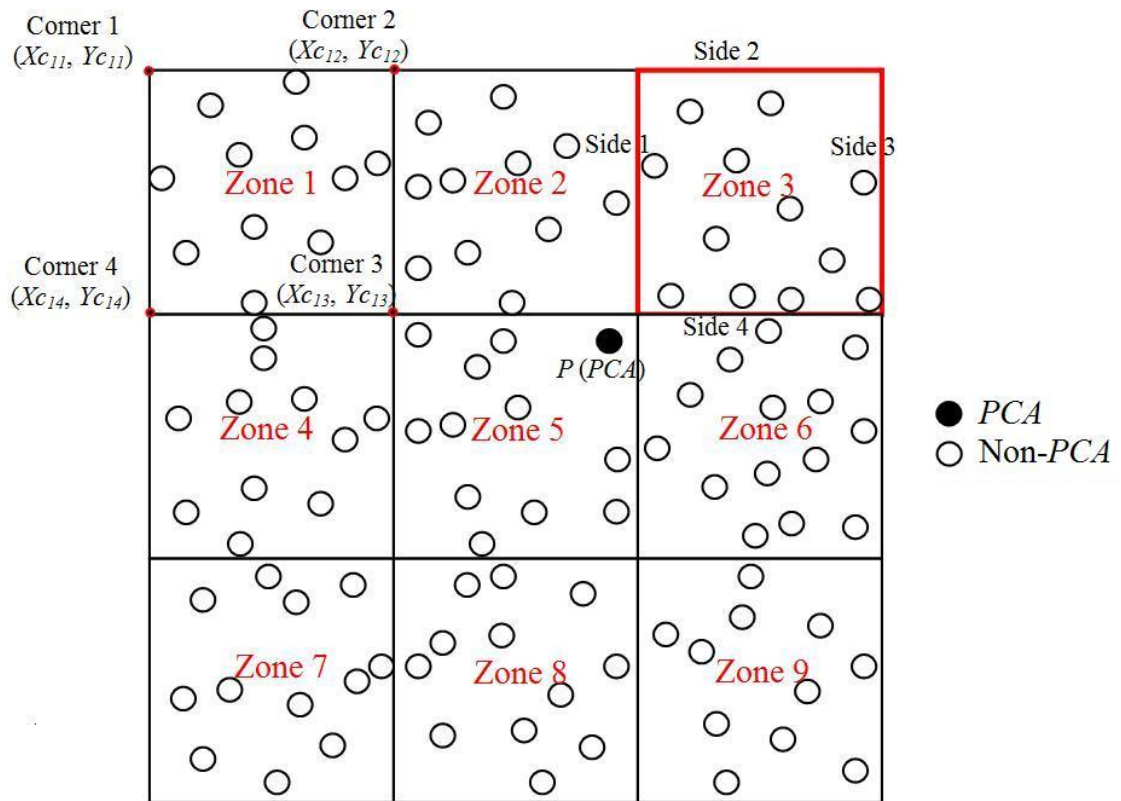 Corner 1
(Xc11, Yc11)
Corner 2
(Xc12, Yc12)
Side 2
Side 1
Side 3
Zone 1
Zone 2
Zone 3
Corner 4
(Xc14, Yc14)
Corner 3
(Xc13, Yc13)
Side 4
P (PCA)
Zone 4
Zone 5
Zone 6
PCA
Non-PCA
Zone 7
Zone 8
Zone 9